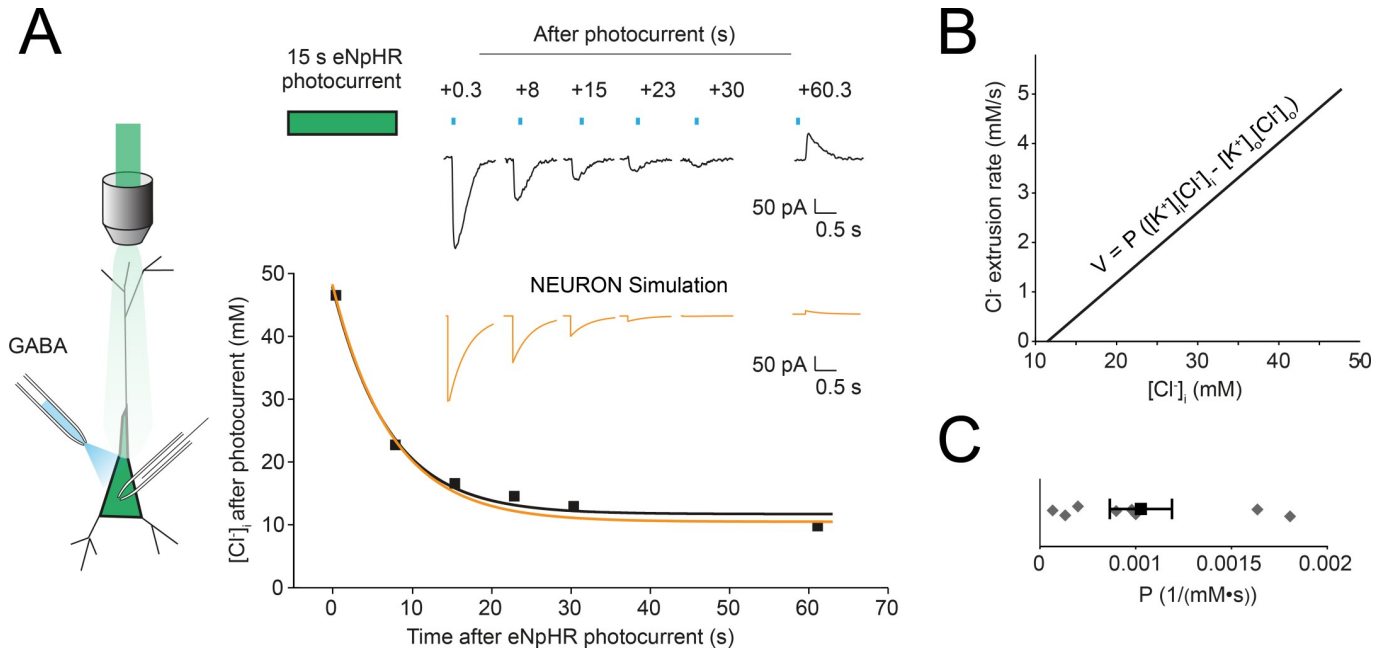 A
15 s eNpHR
photocurrent
After photocurrent (s)
+0.3 +8 +15 +23 +30 +60.3
50 pA
0.5 s
GABA
NEURON Simulation
50 pA
0.5 s
[Cl-]i after photocurrent (mM)
50
40
30
20
10
0
0 10 20 30 40 50 60 70
Time after eNpHR photocurrent (s)
B
Cl- extrusion rate (mM/s)
5
4
3
2
1
0
V = P ([K+]i[Cl-]i - [K+]o[Cl-]o)
10 20 30 40 50
[Cl-]i (mM)
C
0 0.001 0.0015 0.002
P (1/(mM•s))